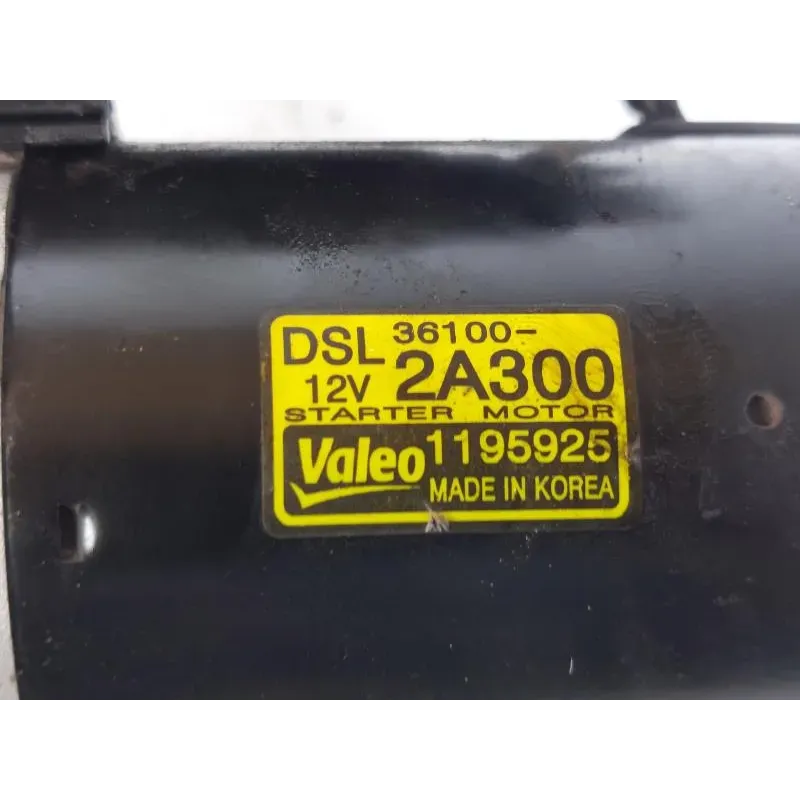 DSL 36100-
12V 2A300
STARTER MOTOR
Valeo 1195925
MADE IN KOREA